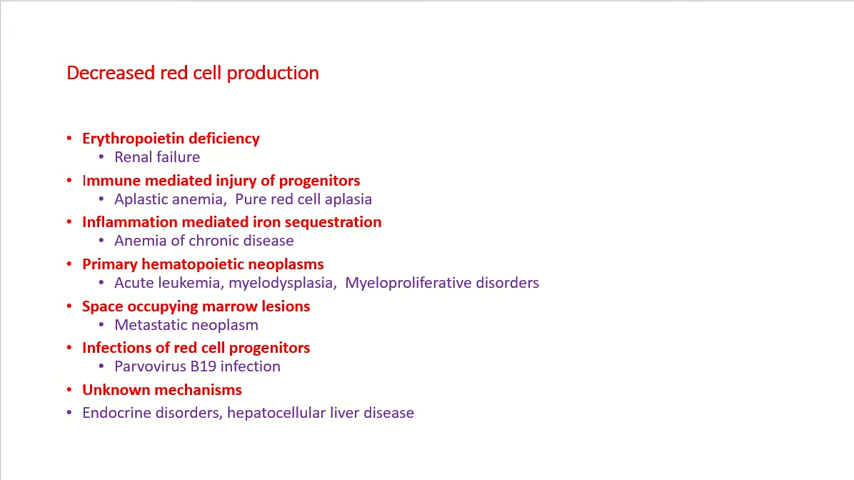 Decreased red cell production
• Erythropoietin deficiency
• Renal failure
• Immune mediated injury of progenitors
• Aplastic anemia, Pure red cell aplasia
• Inflammation mediated iron sequestration
• Anemia of chronic disease
• Primary hematopoietic neoplasms
• Acute leukemia, myelodysplasia, Myeloproliferative disorders
• Space occupying marrow lesions
• Metastatic neoplasm
• Infections of red cell progenitors
• Parvovirus B19 infection
• Unknown mechanisms
• Endocrine disorders, hepatocellular liver disease